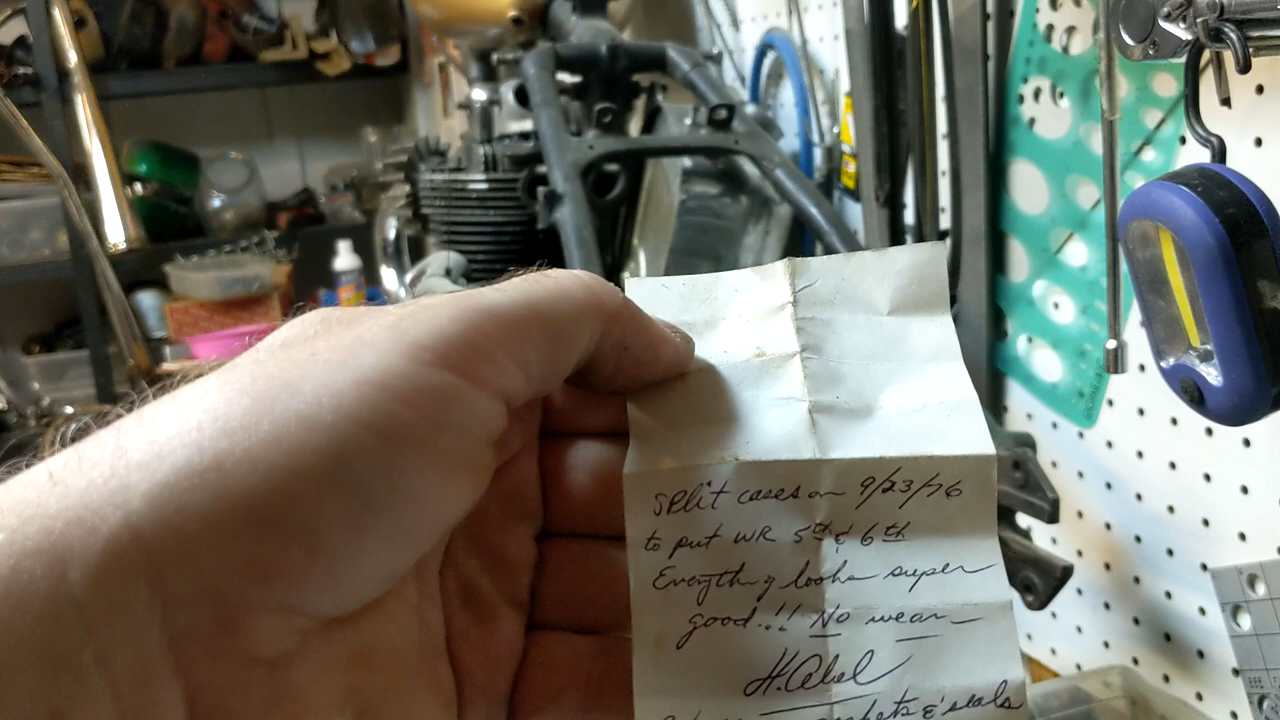 Split cases on 9/23/76
to put WR 5th & 6th
Everything looks super
good!! No wear
H. Abel
gaskets & seals